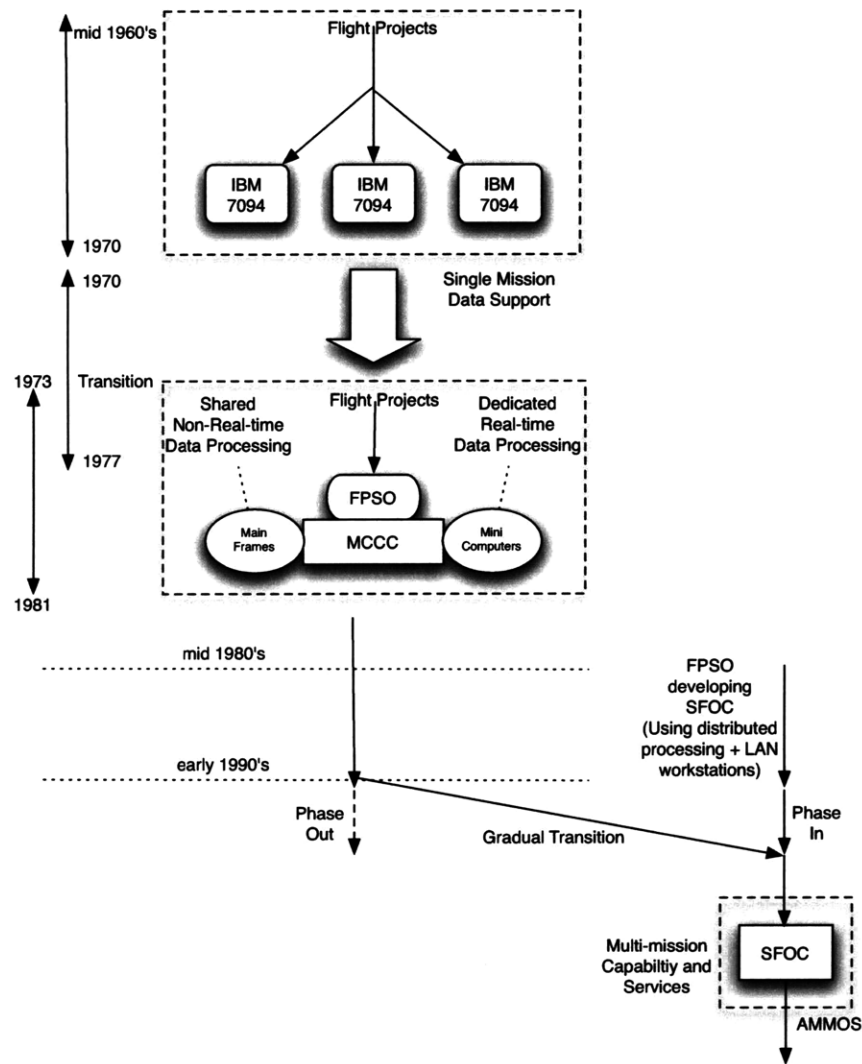 mid 1960's
Flight Projects
IBM
7094
IBM
7094
IBM
7094
1970
1970
Single Mission
Data Support
1973
Transition
Shared
Non-Real-time
Data Processing
Flight Projects
Dedicated
Real-time
Data Processing
1977
FPSO
Main
Frames
MCCC
Mini
Computers
1981
mid 1980's
FPSO
developing
SFOC
(Using distributed
processing + LAN
workstations)
early 1990's
Phase
Out
Gradual Transition
Phase
In
Multi-mission
Capabiltiy and
Services
SFOC
AMMOS